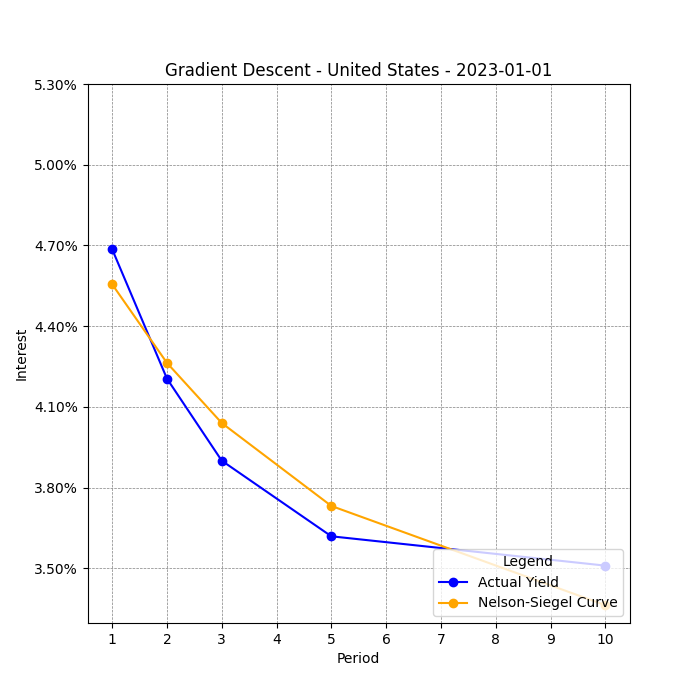 Gradient Descent - United States - 2023-01-01
5.30%
5.00%
4.70%
4.40%
4.10%
3.80%
3.50%
Interest
1 2 3 4 5 6 7 8 9 10
Period
Legend
Actual Yield
Nelson-Siegel Curve